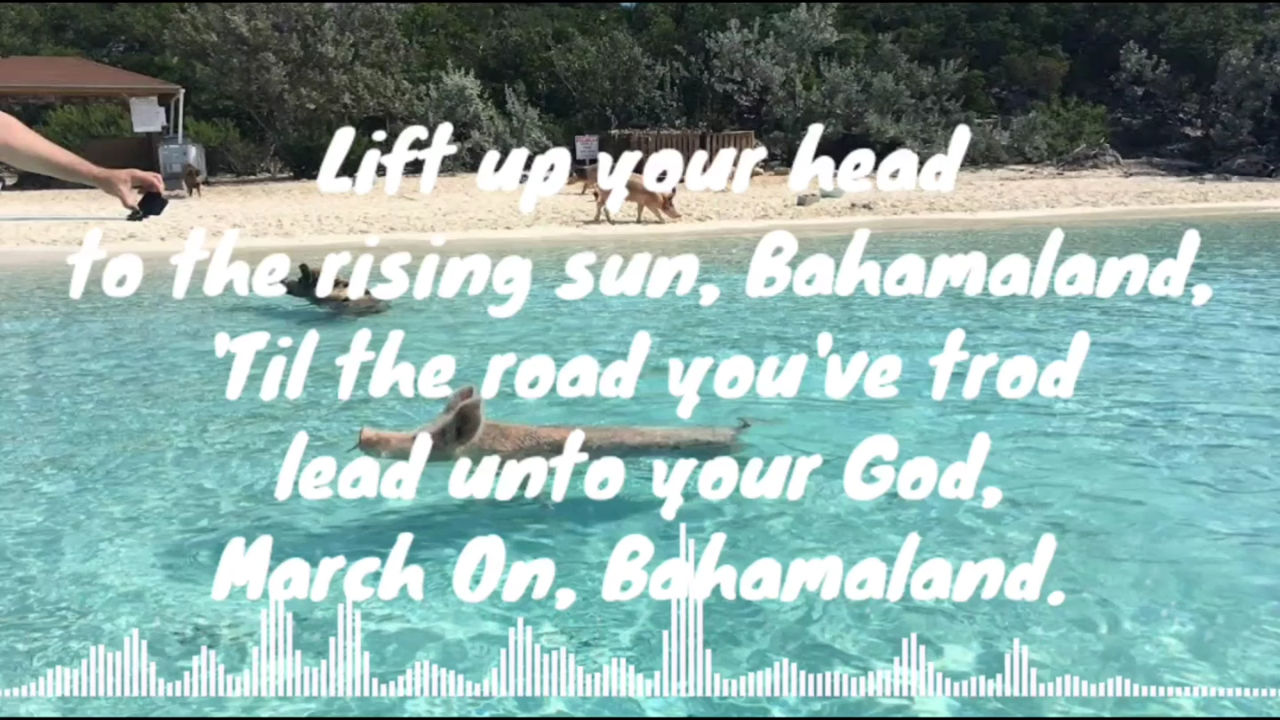 Lift up your head
to the rising sun, Bahamaland,
'Til the road you've trod
lead unto your God,
March On, Bahamaland.